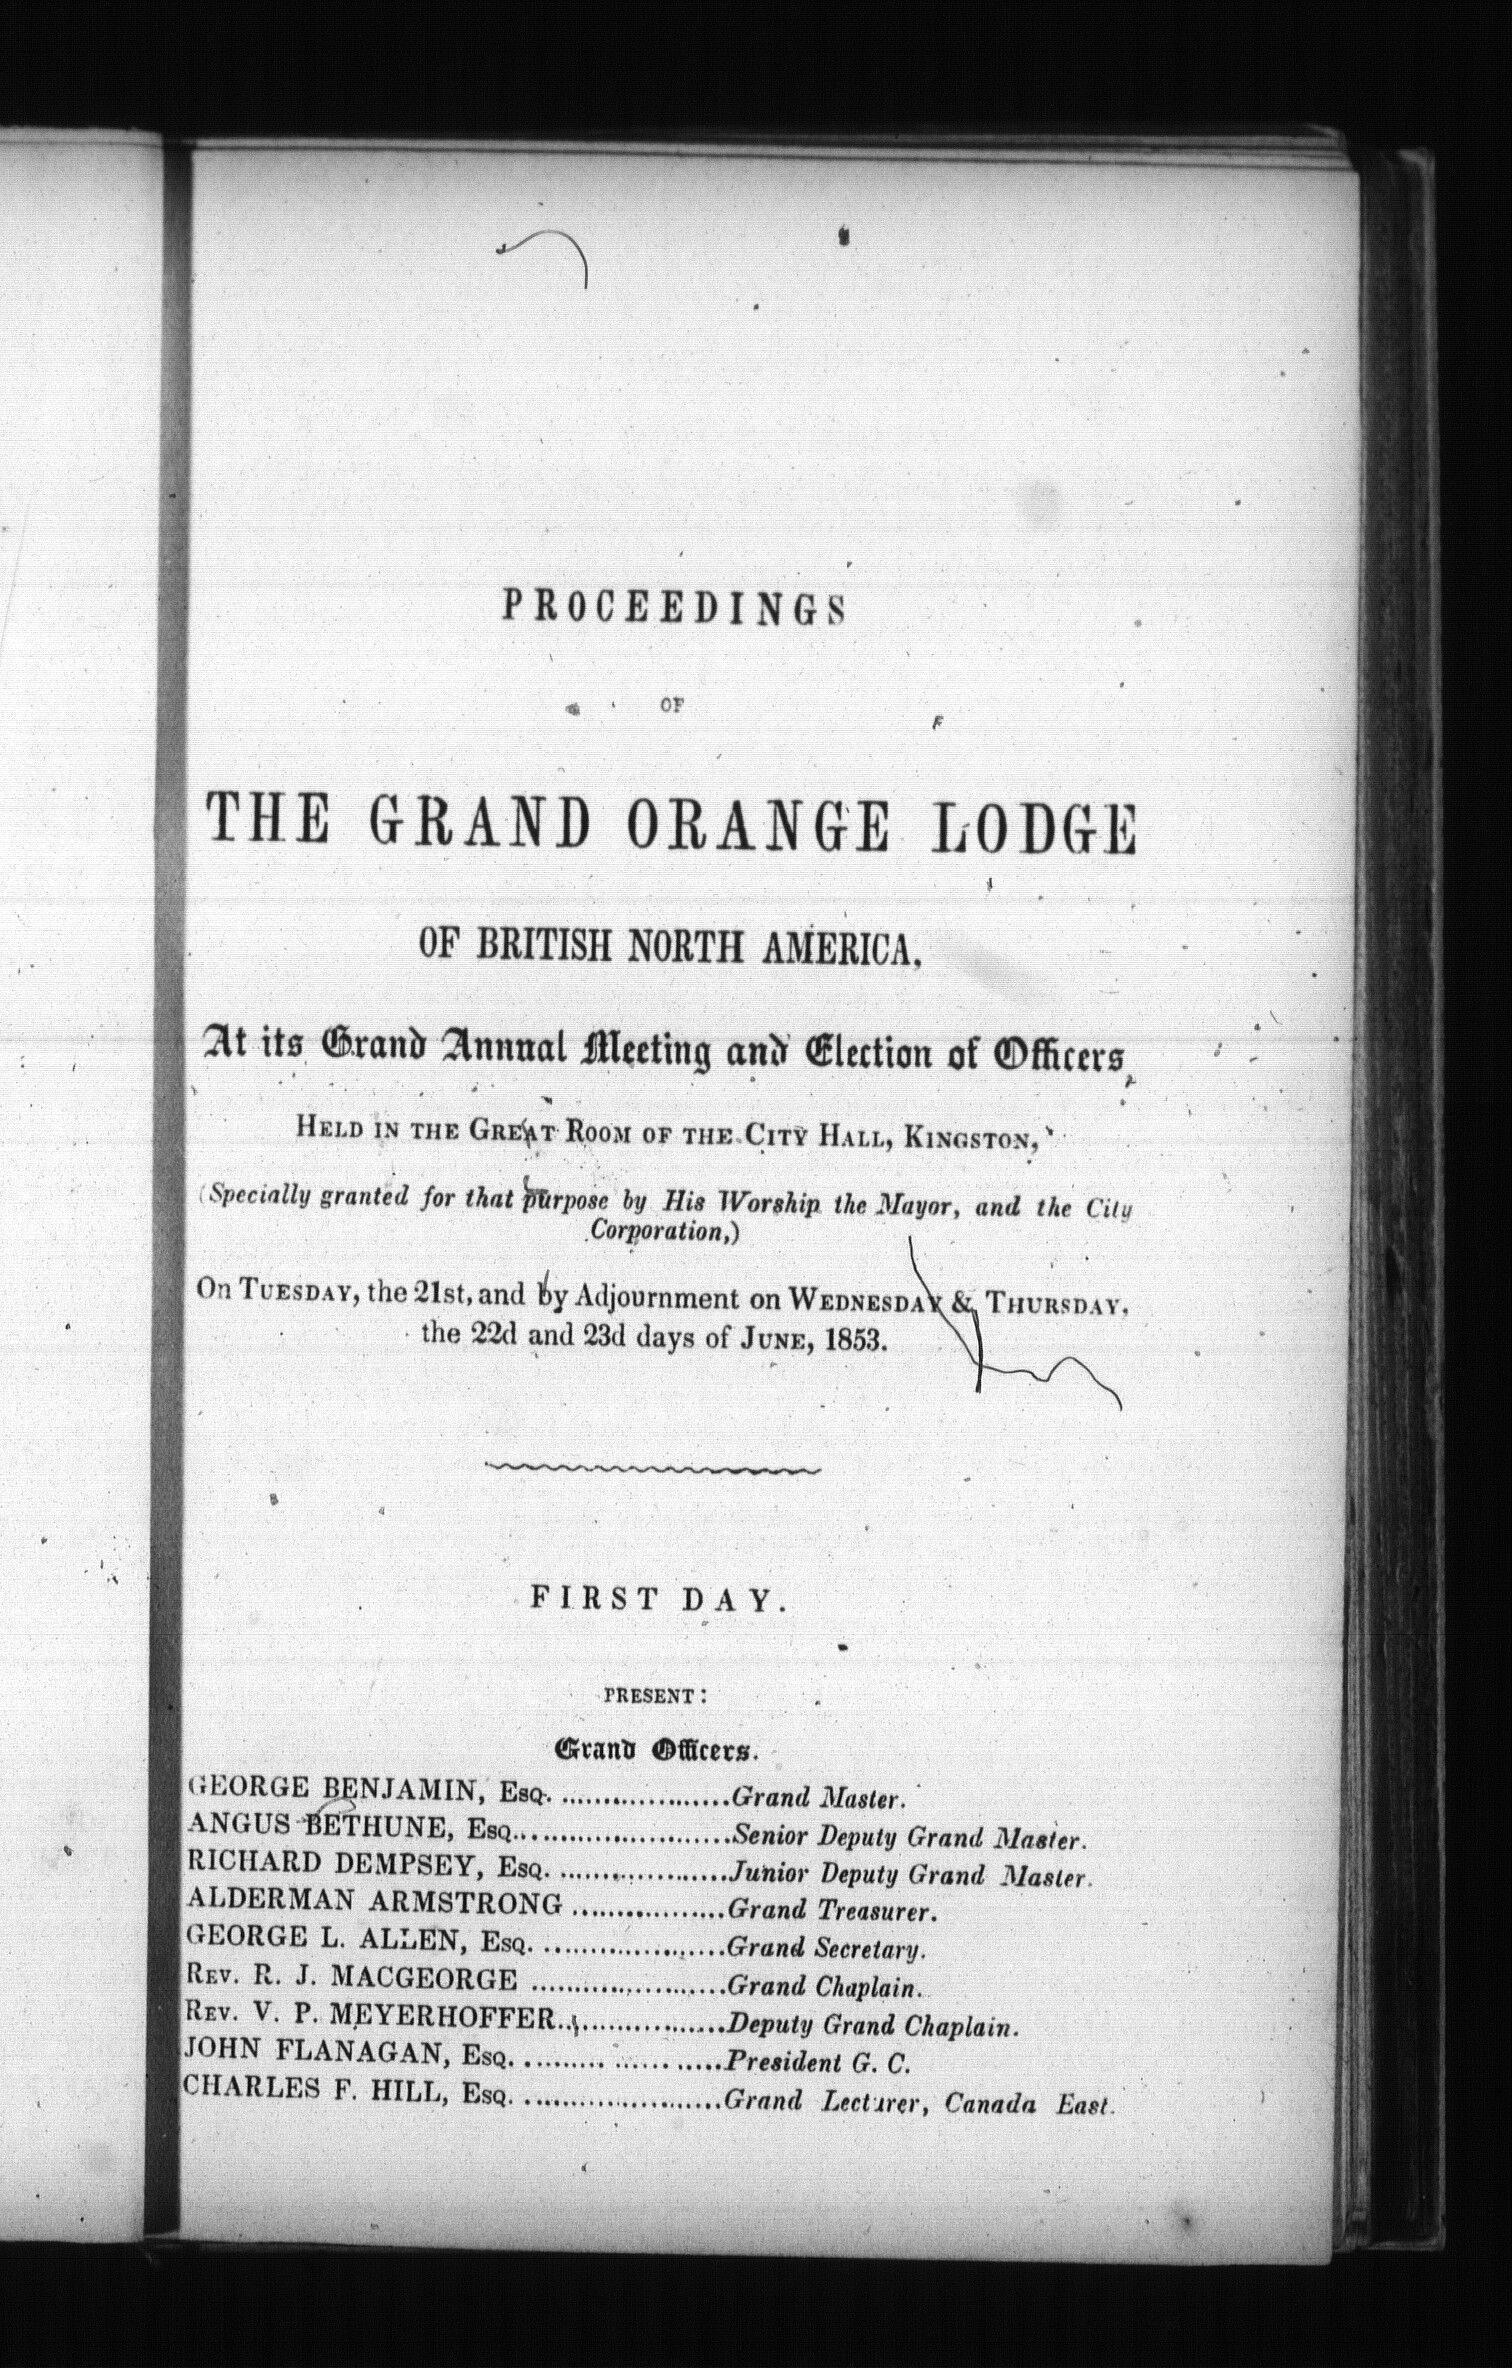 PROCEEDINGS
OF
THE GRAND ORANGE LODGE
OF BRITISH NORTH AMERICA,
At its Grand Annual Meeting and Election of Officers,
HELD IN THE GREAT ROOM OF THE CITY HALL, KINGSTON,
(Specially granted for that purpose by His Worship the Mayor, and the City
Corporation,)
On TUESDAY, the 21st, and by Adjournment on WEDNESDAY & THURSDAY,
the 22d and 23d days of JUNE, 1853.
FIRST DAY.
PRESENT:
Grand Officers.
GEORGE BENJAMIN, ESQ. ..................Grand Master.
ANGUS BETHUNE, ESQ........................Senior Deputy Grand Master.
RICHARD DEMPSEY, ESQ. ..................Junior Deputy Grand Master.
ALDERMAN ARMSTRONG ................Grand Treasurer.
GEORGE L. ALLEN, ESQ. ....................Grand Secretary.
REV. R. J. MACGEORGE .....................Grand Chaplain.
REV. V. P. MEYERHOFFER..................Deputy Grand Chaplain.
JOHN FLANAGAN, ESQ. ......................President G. C.
CHARLES F. HILL, ESQ. .....................Grand Lecturer, Canada East.